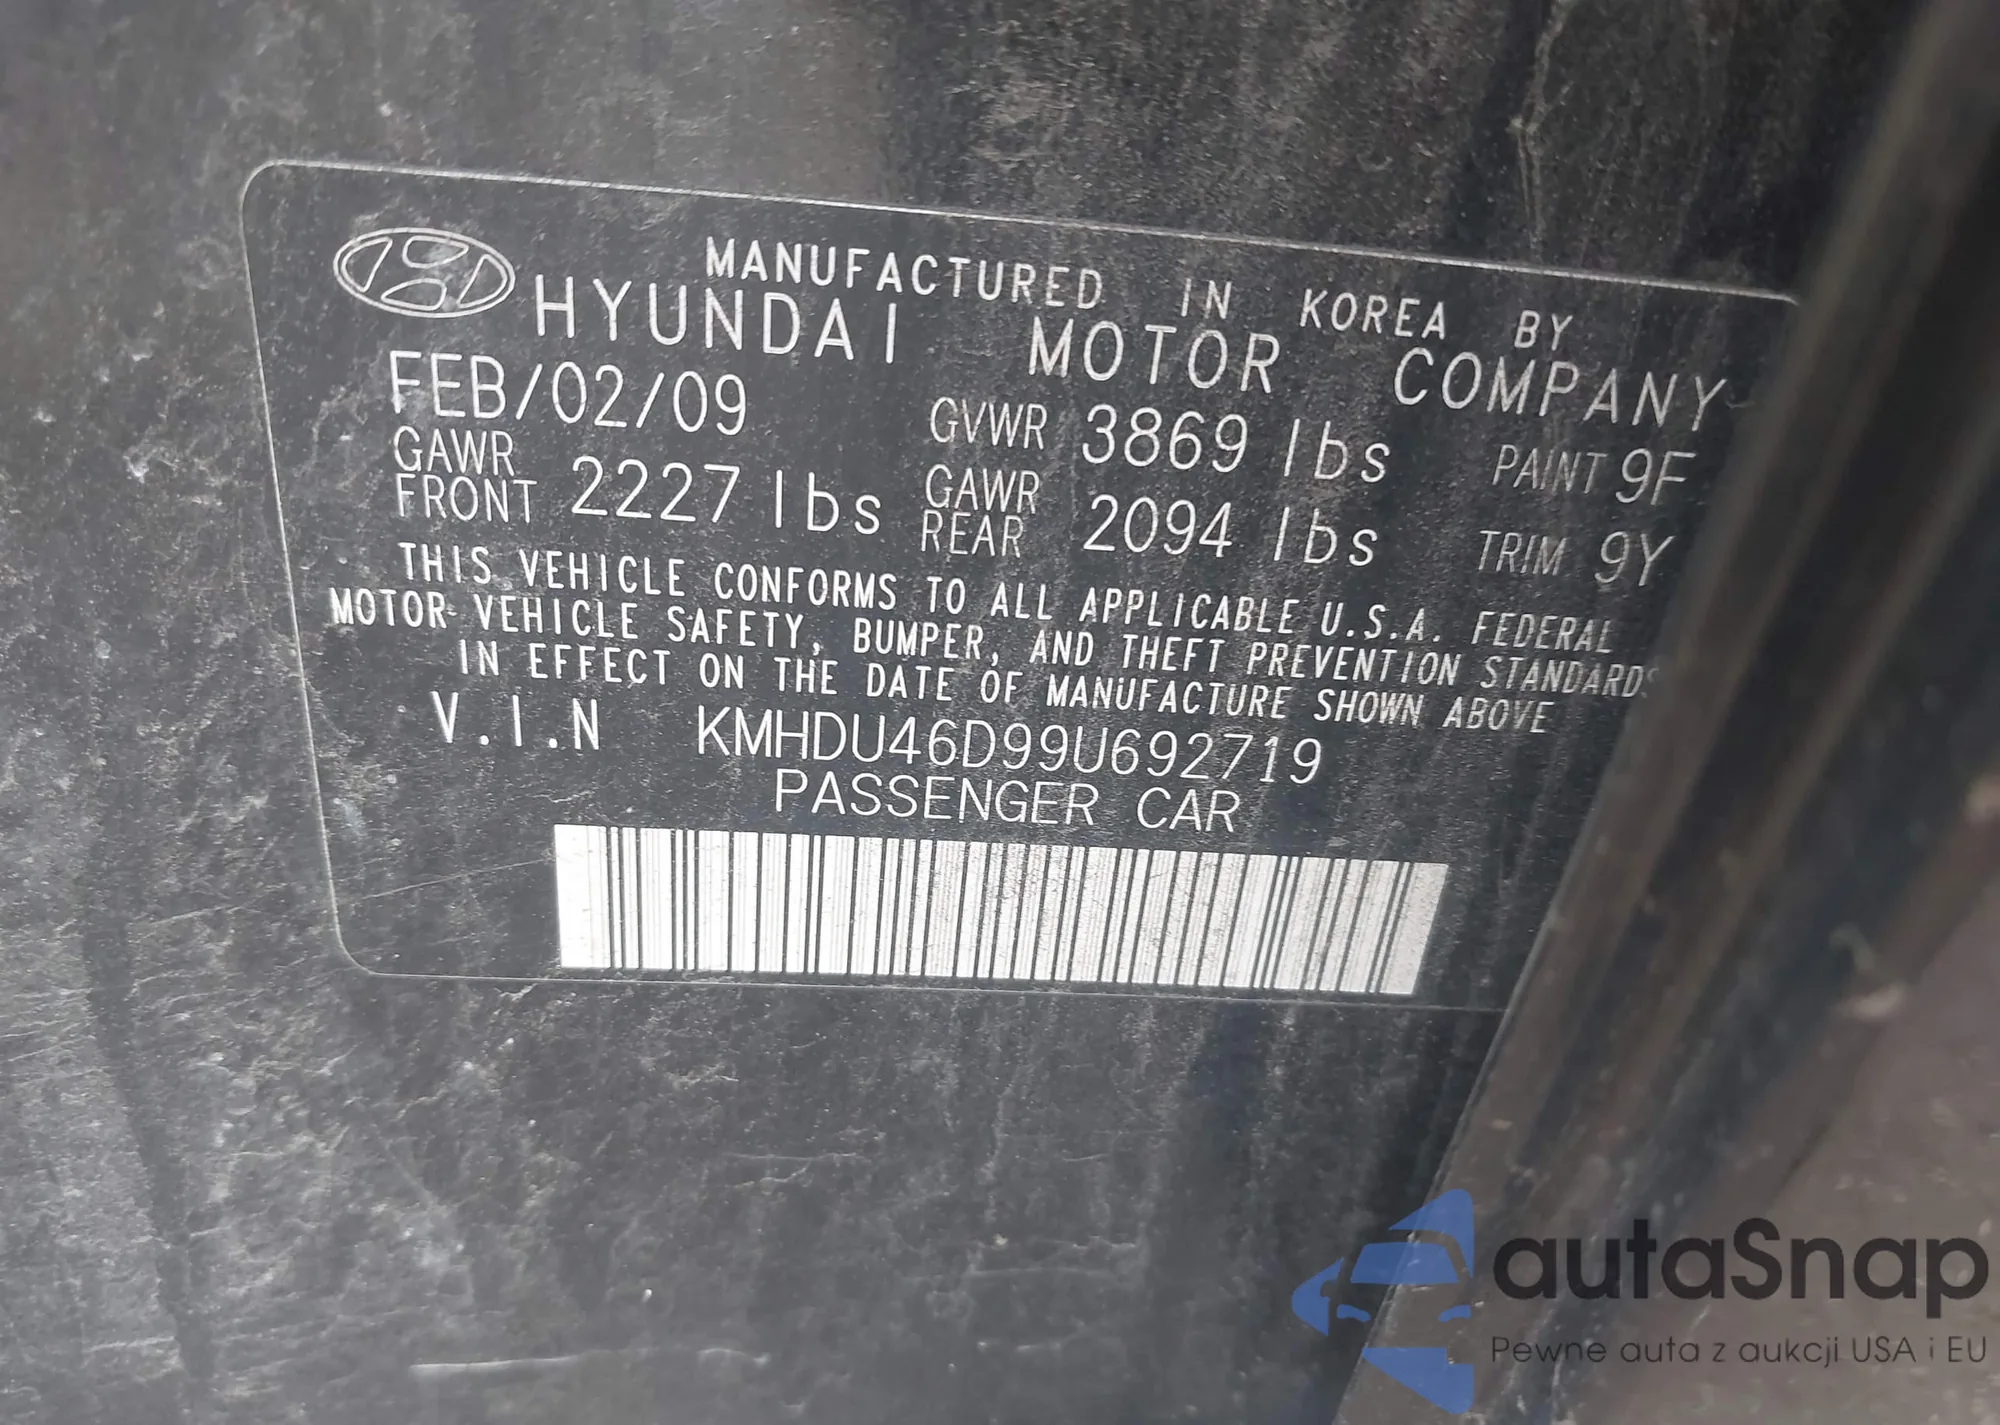 MANUFACTURED IN KOREA BY
HYUNDAI MOTOR COMPANY
FEB/02/09 GVWR 3869 lbs PAINT 9F
GAWR FRONT 2227 lbs GAWR REAR 2094 lbs TRIM 9Y
THIS VEHICLE CONFORMS TO ALL APPLICABLE U.S.A. FEDERAL
MOTOR VEHICLE SAFETY, BUMPER, AND THEFT PREVENTION STANDARDS
IN EFFECT ON THE DATE OF MANUFACTURE SHOWN ABOVE
V.I.N KMHDU46D99U692719
PASSENGER CAR
autaSnap
Pewne auta z aukcji USA i EU